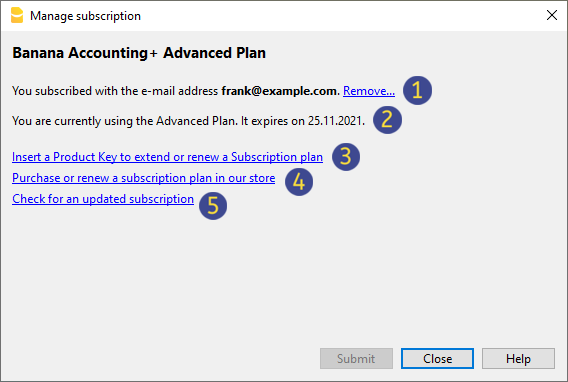 Manage subscription
Banana Accounting+ Advanced Plan
You subscribed with the e-mail address frank@example.com. Remove... 1
You are currently using the Advanced Plan. It expires on 25.11.2021. 2
Insert a Product Key to extend or renew a Subscription plan 3
Purchase or renew a subscription plan in our store 4
Check for an updated subscription 5
Submit Close Help